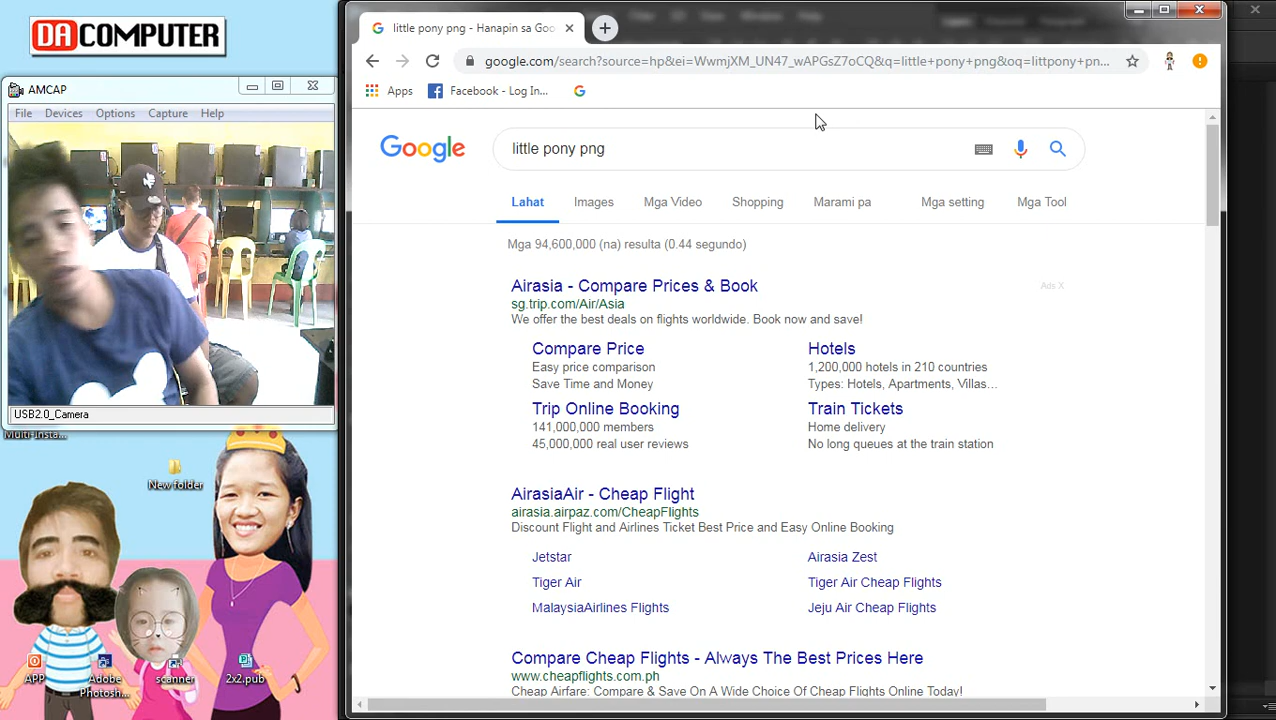 DACOMPUTER
AMCAP
File Devices Options Capture Help
USB2.0_Camera
Multi-Insta...
New folder
APP
Adobe Photosh...
scanner
2x2.pub
little pony png - Hanapin sa Goo
google.com/search?source=hp&ei=WwmjXM_UN47_wAPGsZ7oCQ&q=little+pony+png&oq=littpony+pn...
Apps Facebook - Log In...
Google little pony png
Lahat Images Mga Video Shopping Marami pa Mga setting Mga Tool
Mga 94,600,000 (na) resulta (0.44 segundo)
Airasia - Compare Prices & Book
Ads X
sg.trip.com/Air/Asia
We offer the best deals on flights worldwide. Book now and save!
Compare Price
Easy price comparison
Save Time and Money
Hotels
1,200,000 hotels in 210 countries
Types: Hotels, Apartments, Villas...
Trip Online Booking
141,000,000 members
45,000,000 real user reviews
Train Tickets
Home delivery
No long queues at the train station
AirasiaAir - Cheap Flight
airasia.airpaz.com/CheapFlights
Discount Flight and Airlines Ticket Best Price and Easy Online Booking
Jetstar
Airasia Zest
Tiger Air
Tiger Air Cheap Flights
MalaysiaAirlines Flights
Jeju Air Cheap Flights
Compare Cheap Flights - Always The Best Prices Here
www.cheapflights.com.ph
Cheap Airfare: Compare & Save On A Wide Choice Of Cheap Flights Online Today!